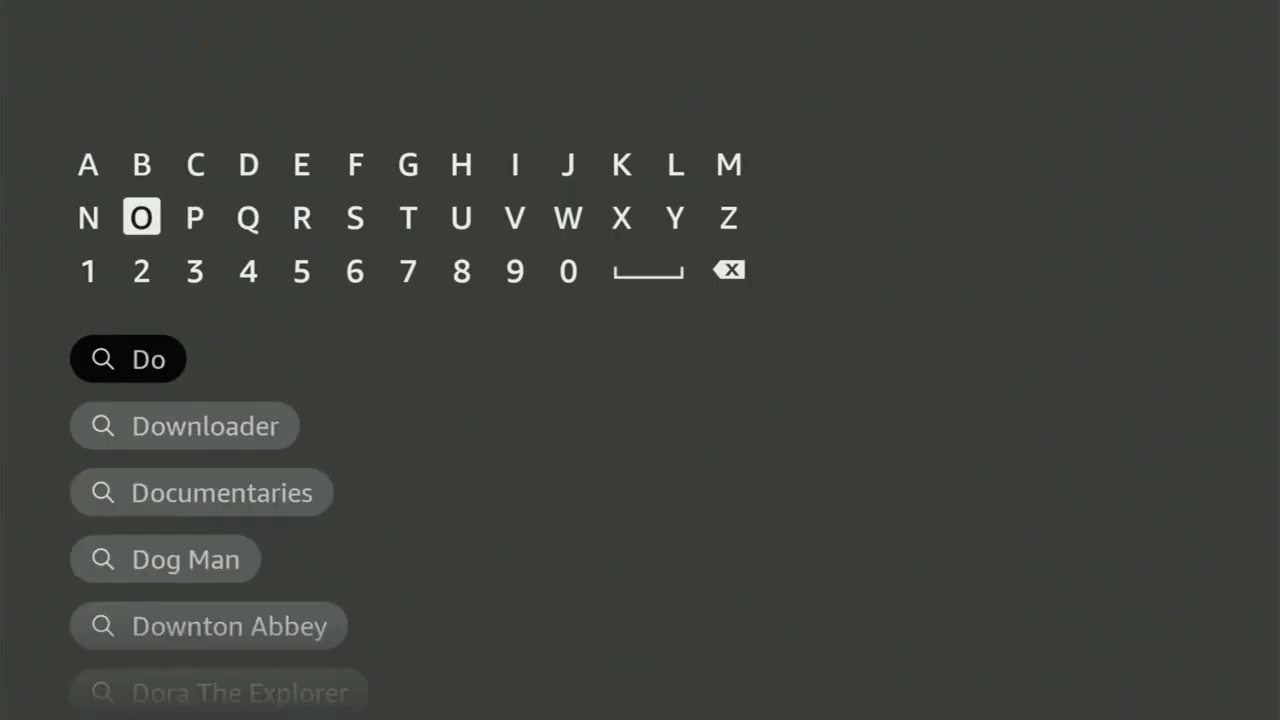 A B C D E F G H I J K L M
N O P Q R S T U V W X Y Z
1 2 3 4 5 6 7 8 9 0
Do
Downloader
Documentaries
Dog Man
Downton Abbey
Dora The Explorer